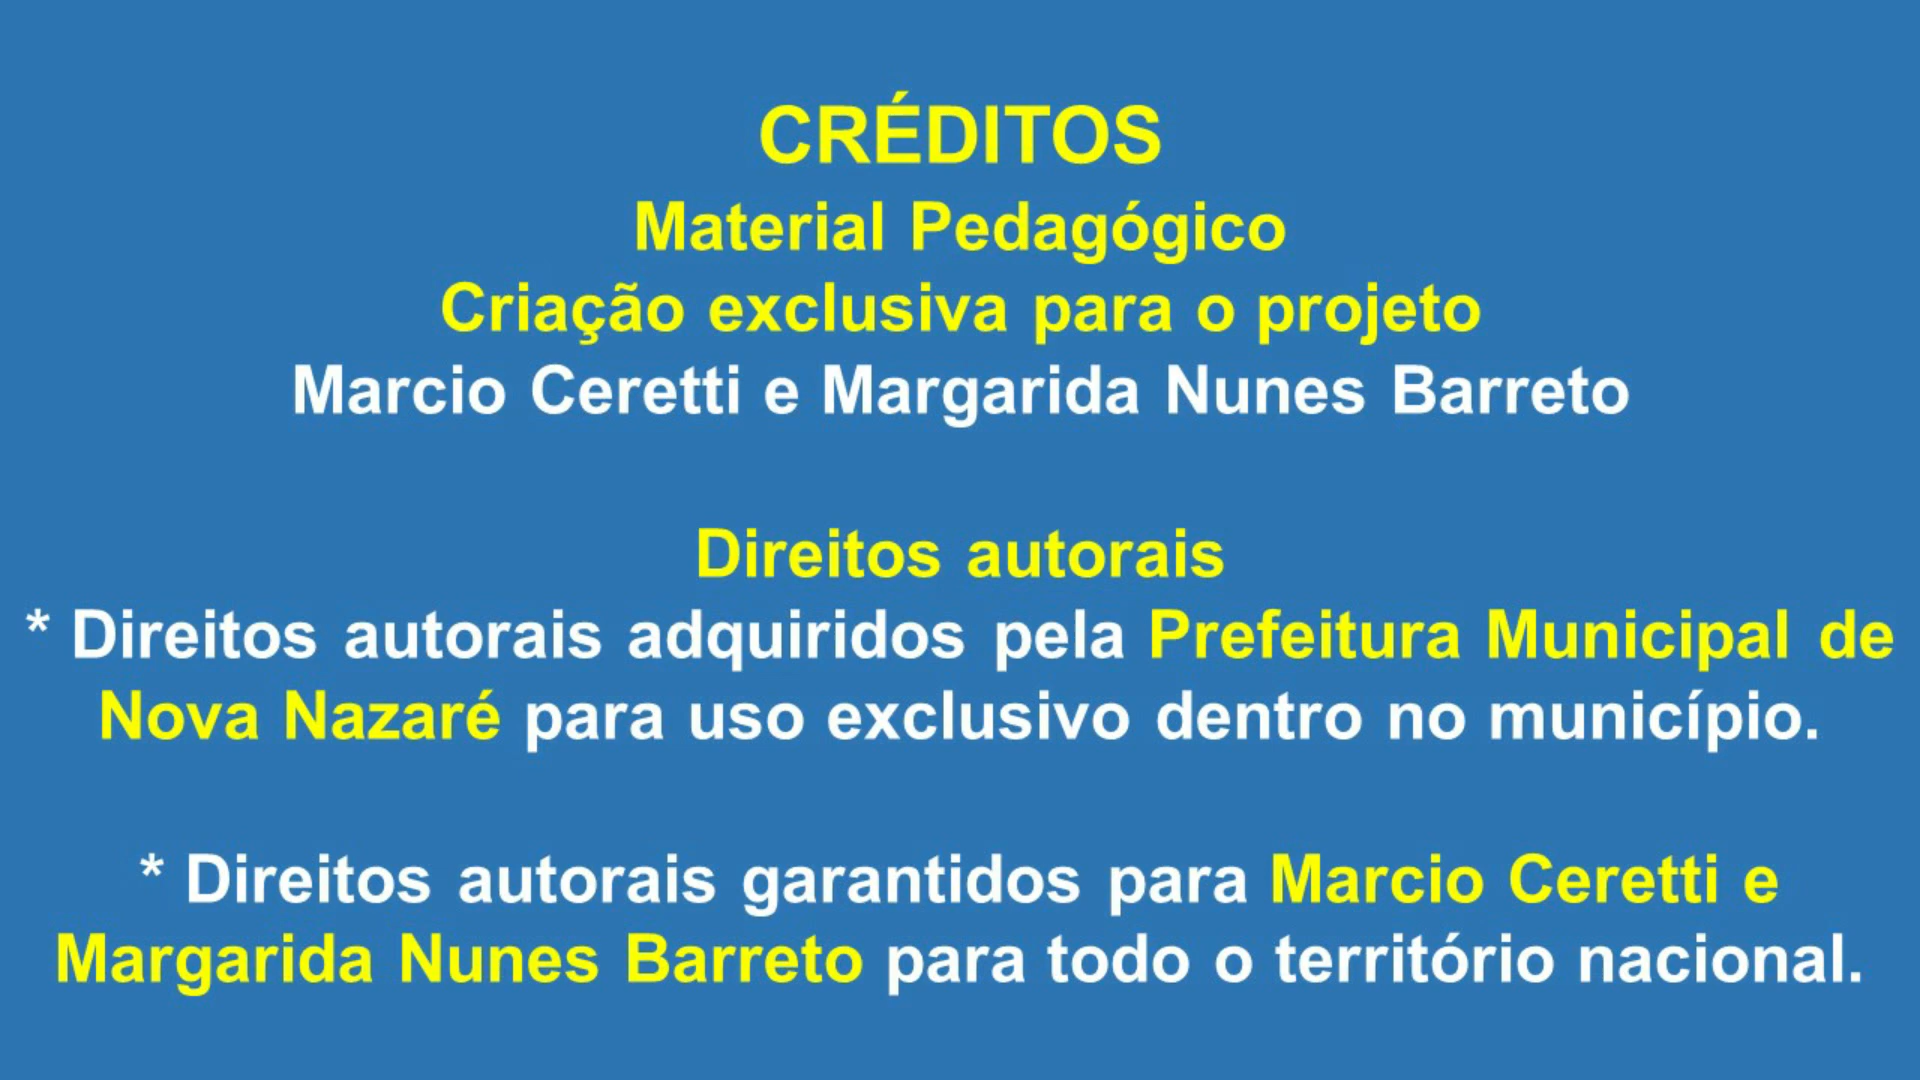 CRÉDITOS
Material Pedagógico
Criação exclusiva para o projeto
Marcio Ceretti e Margarida Nunes Barreto
Direitos autorais
* Direitos autorais adquiridos pela Prefeitura Municipal de
Nova Nazaré para uso exclusivo dentro no município.
* Direitos autorais garantidos para Marcio Ceretti e
Margarida Nunes Barreto para todo o território nacional.